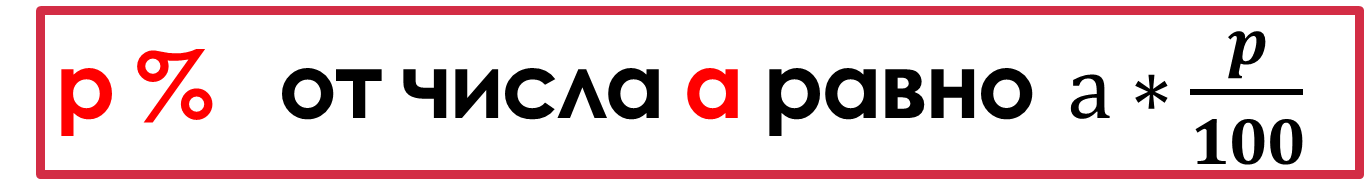 р % от числа а равно a * p/100